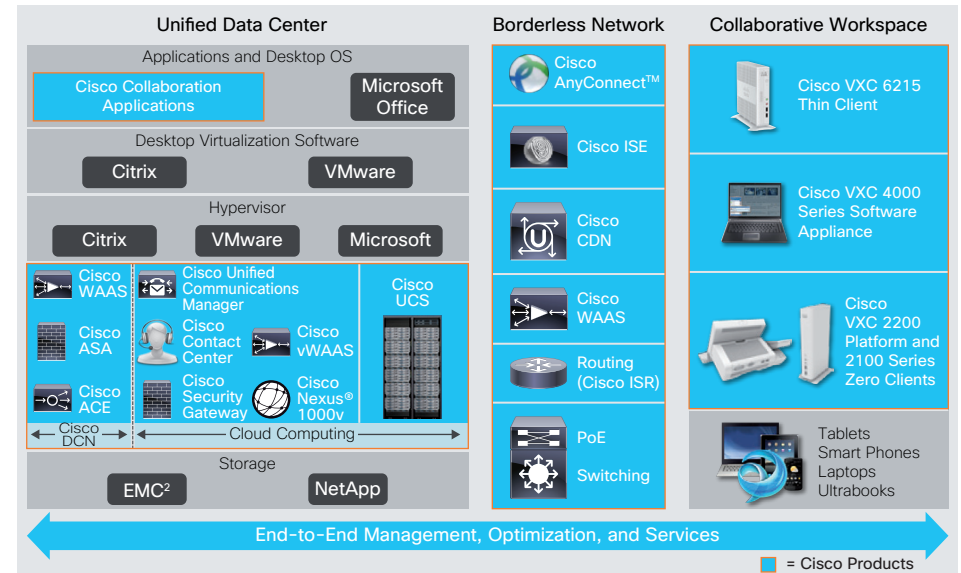 Unified Data Center
Applications and Desktop OS
Cisco Collaboration
Applications
Microsoft
Office
Desktop Virtualization Software
Citrix
VMware
Hypervisor
Citrix
VMware
Microsoft
Cisco
WAAS
Cisco
ASA
Cisco
ACE
Cisco Unified
Communications
Manager
Cisco
Contact
Center
Cisco
vWAAS
Cisco
Security
Gateway
Cisco
Nexus®
1000v
Cisco
UCS
Cisco
DCN
Cloud Computing
Storage
EMC²
NetApp
Borderless Network
Cisco
AnyConnect™
Cisco ISE
U
Cisco
CDN
Cisco
WAAS
Routing
(Cisco ISR)
PoE
Switching
Collaborative Workspace
Cisco VXC 6215
Thin Client
Cisco VXC 4000
Series Software
Appliance
Cisco
VXC 2200
Platform and
2100 Series
Zero Clients
Tablets
Smart Phones
Laptops
Ultrabooks
End-to-End Management, Optimization, and Services
= Cisco Products